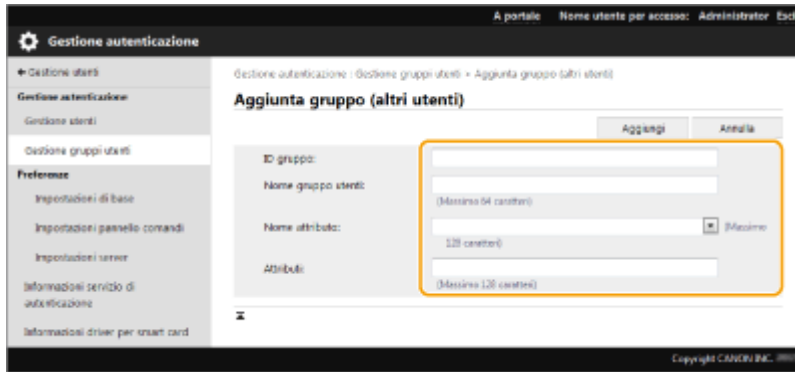 A portale Nome utente per accesso: Administrator Esci
Gestione autenticazione
Gestione utenti
Gestione autenticazione : Gestione gruppi utenti > Aggiunta gruppo (altri utenti)
Gestione autenticazione
Aggiunta gruppo (altri utenti)
Gestione utenti
Aggiungi Annulla
Gestione gruppi utenti
ID gruppo:
Preferenze
Nome gruppo utenti:
Impostazioni di base
(Massimo 64 caratteri)
Impostazioni pannello comandi
Nome attributo:
(Massimo
128 caratteri)
Impostazioni server
Attributi:
(Massimo 128 caratteri)
Informazioni servizio di
autenticazione
Informazioni driver per smart card
Copyright CANON INC.